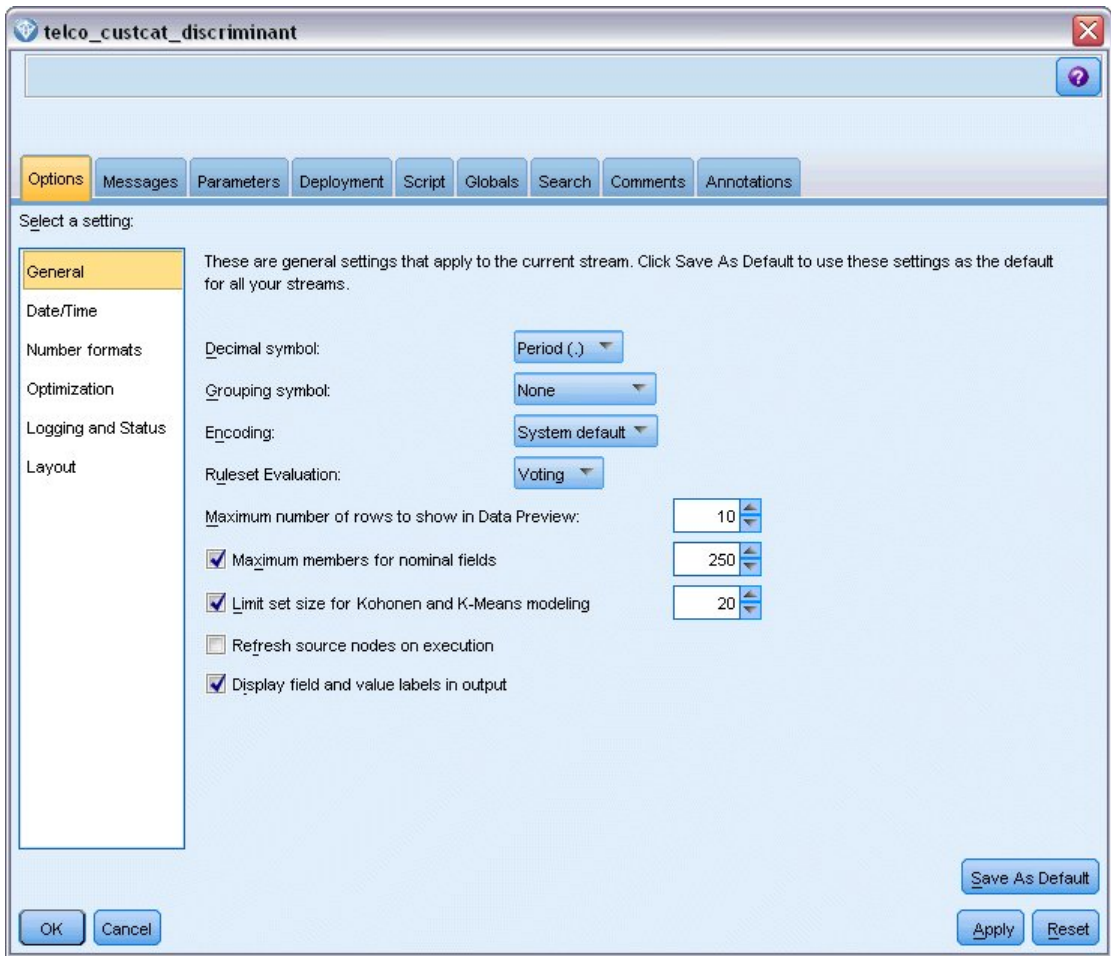 telco_custcat_discriminant
Options
Messages
Parameters
Deployment
Script
Globals
Search
Comments
Annotations
Select a setting:
General
Date/Time
Number formats
Optimization
Logging and Status
Layout
These are general settings that apply to the current stream. Click Save As Default to use these settings as the default
for all your streams.
Decimal symbol: Period (.)
Grouping symbol: None
Encoding: System default
Ruleset Evaluation: Voting
Maximum number of rows to show in Data Preview: 10
Maximum members for nominal fields 250
Limit set size for Kohonen and K-Means modeling 20
Refresh source nodes on execution
Display field and value labels in output
Save As Default
OK Cancel Apply Reset